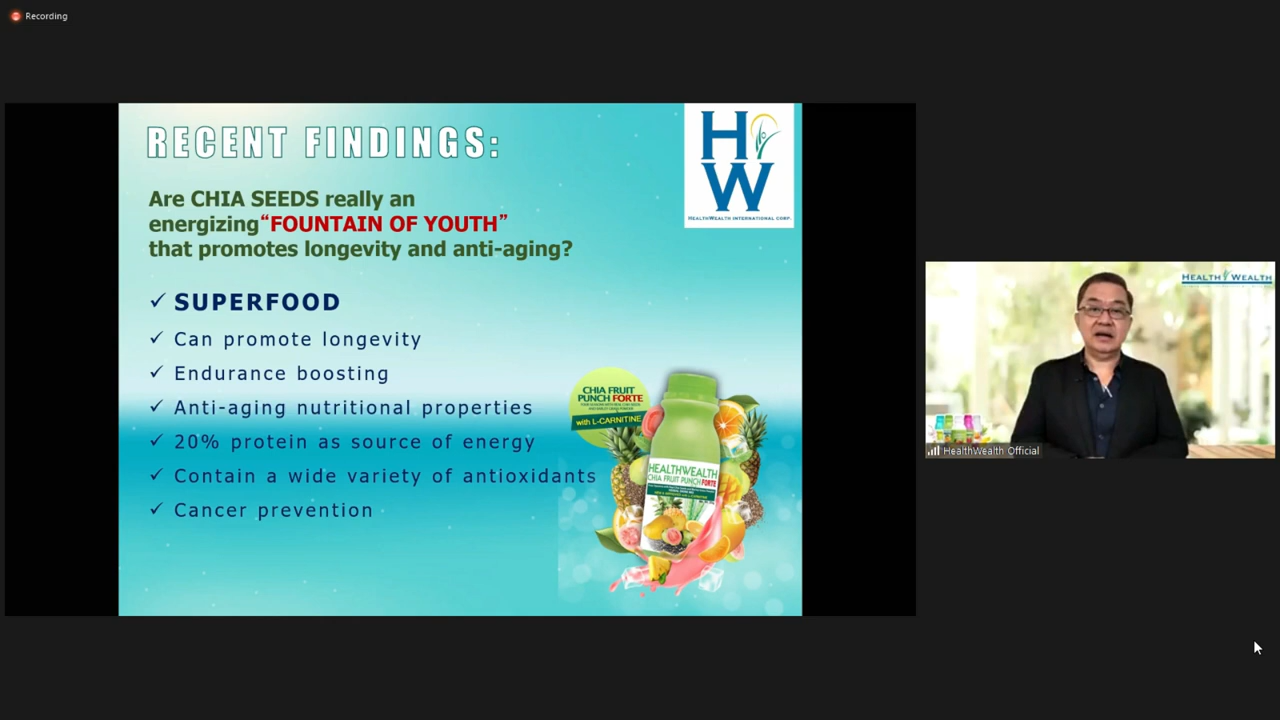 Recording
RECENT FINDINGS:
H
W
HEALTHWEALTH INTERNATIONAL CORP.
Are CHIA SEEDS really an
energizing“FOUNTAIN OF YOUTH”
that promotes longevity and anti-aging?
✓ SUPERFOOD
✓ Can promote longevity
✓ Endurance boosting
✓ Anti-aging nutritional properties
✓ 20% protein as source of energy
✓ Contain a wide variety of antioxidants
✓ Cancer prevention
CHIA FRUIT
PUNCH FORTE
with L-CARNITINE
HEALTHWEALTH
CHIA FRUIT PUNCH FORTE
HEALTH WEALTH
HealthWealth Official